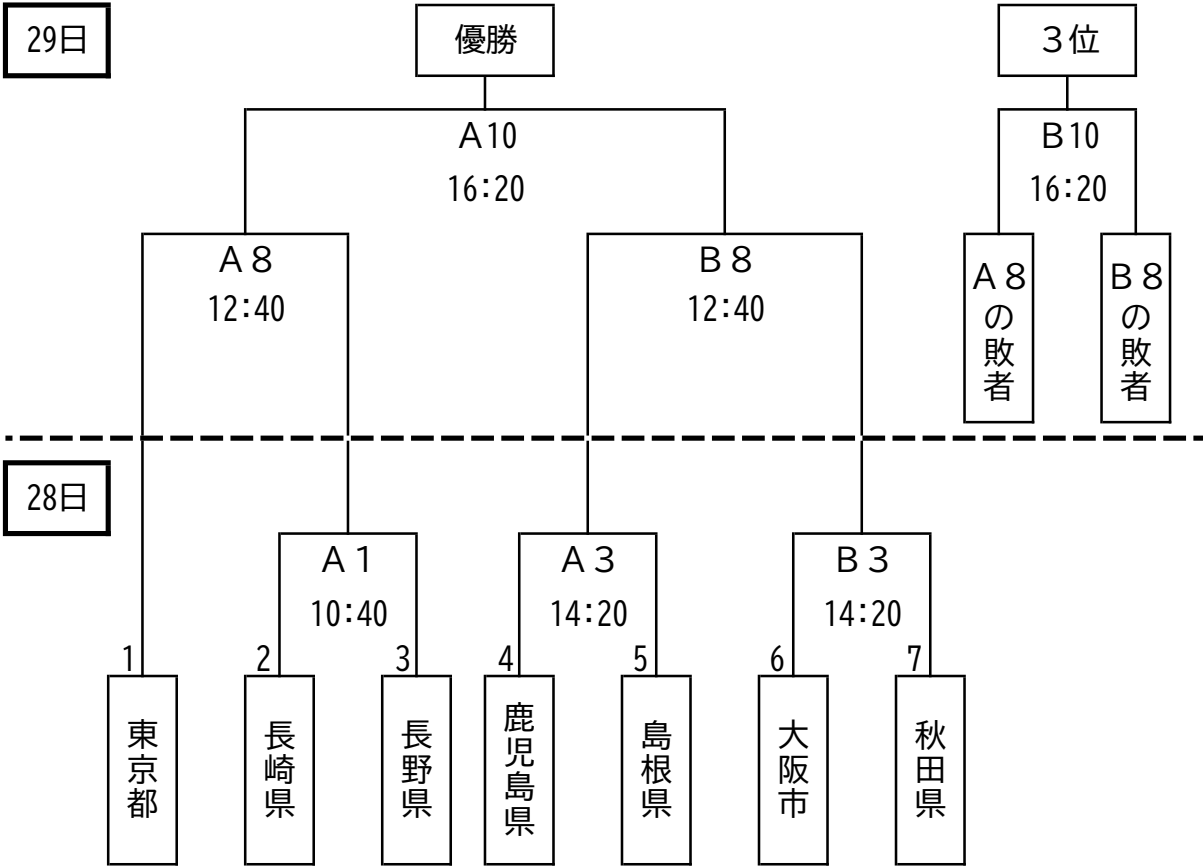 29日
優勝
３位
Ａ10
16：20
Ｂ10
16：20
Ａ８
12：40
Ｂ８
12：40
Ａ８の敗者
Ｂ８の敗者
28日
Ａ１
10：40
Ａ３
14：20
Ｂ３
14：20
1
2
3
4
5
6
7
東京都
長崎県
長野県
鹿児島県
島根県
大阪市
秋田県